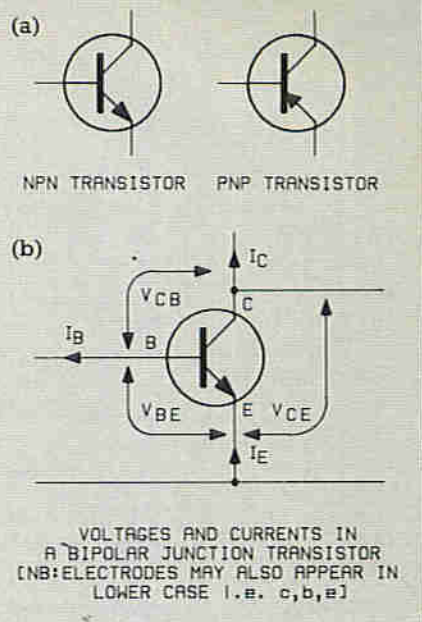 (a)
NPN TRANSISTOR PNP TRANSISTOR
(b)
IC
VCB
C
IB
B
VBE
E
VCE
IE
VOLTAGES AND CURRENTS IN
A BIPOLAR JUNCTION TRANSISTOR
[NB:ELECTRODES MAY ALSO APPEAR IN
LOWER CASE I.e. c,b,e]